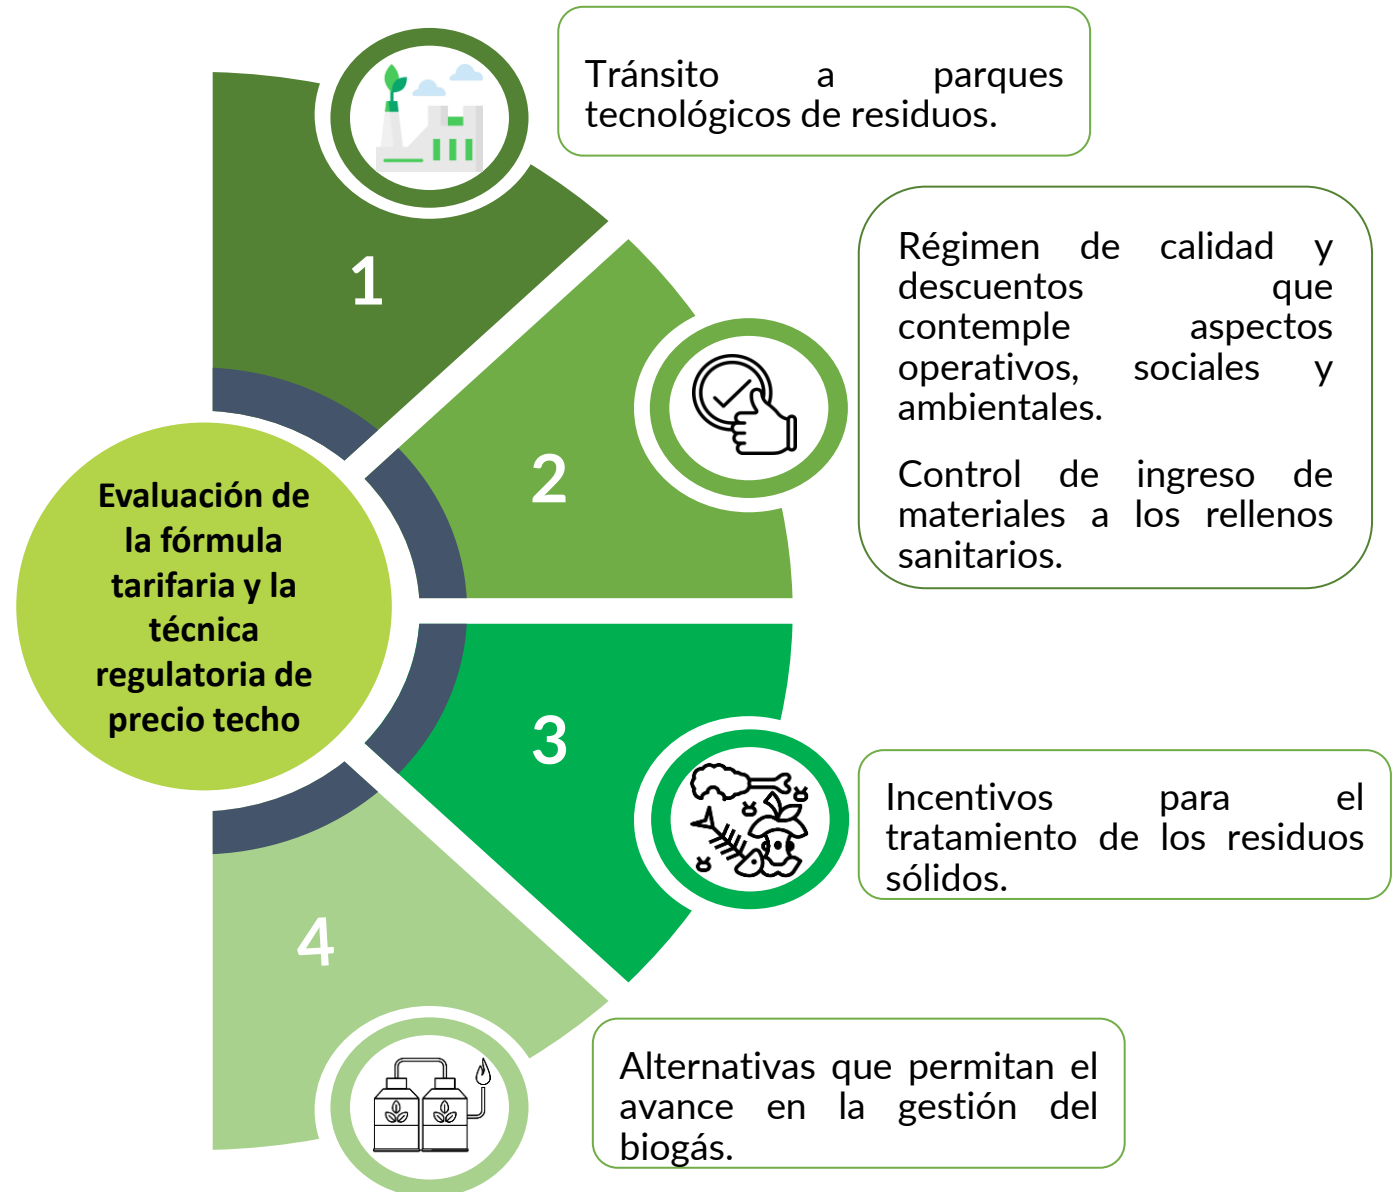 Evaluación de
la fórmula
tarifaria y la
técnica
regulatoria de
precio techo
1
Tránsito a parques
tecnológicos de residuos.
2
Régimen de calidad y
descuentos que
contemple aspectos
operativos, sociales y
ambientales.
Control de ingreso de
materiales a los rellenos
sanitarios.
3
Incentivos para el
tratamiento de los residuos
sólidos.
4
Alternativas que permitan el
avance en la gestión del
biogás.